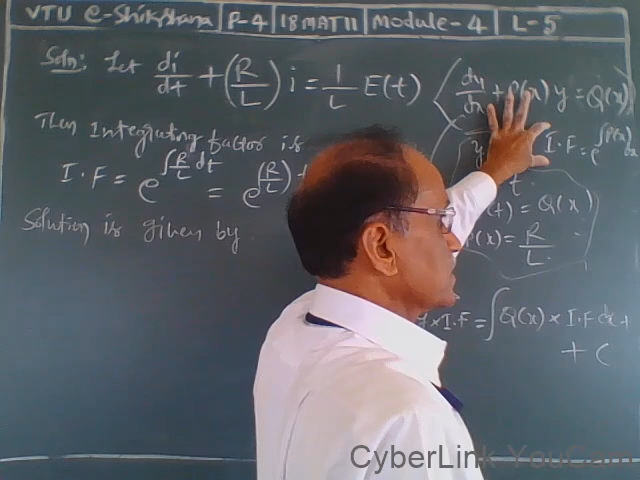 VTU e-Shikshana | P-4 | 18MAT11 | Module-4 | L-5
Soln: Let di/dt + (R/L) i = 1/L E(t) (dy/dx + P(x) y = Q(x))
Then Integrating factor is
I.F = e^∫R/L dt = e^(R/L)
I.F = e^∫P(x)dx
y
t
(t) = Q(x)
(x) = R/L
Solution is given by
× I.F = ∫Q(x) × I.F dx +
+ C
CyberLink YouCam